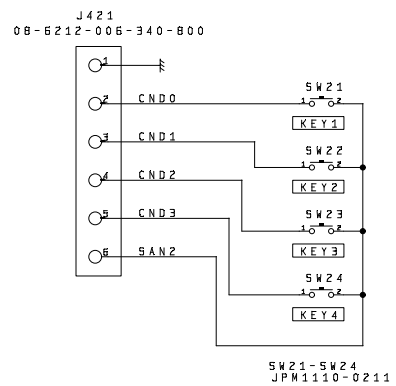 J421
08-6212-006-340-800
1
2 CND0
3 CND1
4 CND2
5 CND3
6 SAN2
SW21
1 2
KEY1
SW22
1 2
KEY2
SW23
1 2
KEY3
SW24
1 2
KEY4
SW21-SW24
JPM1110-0211